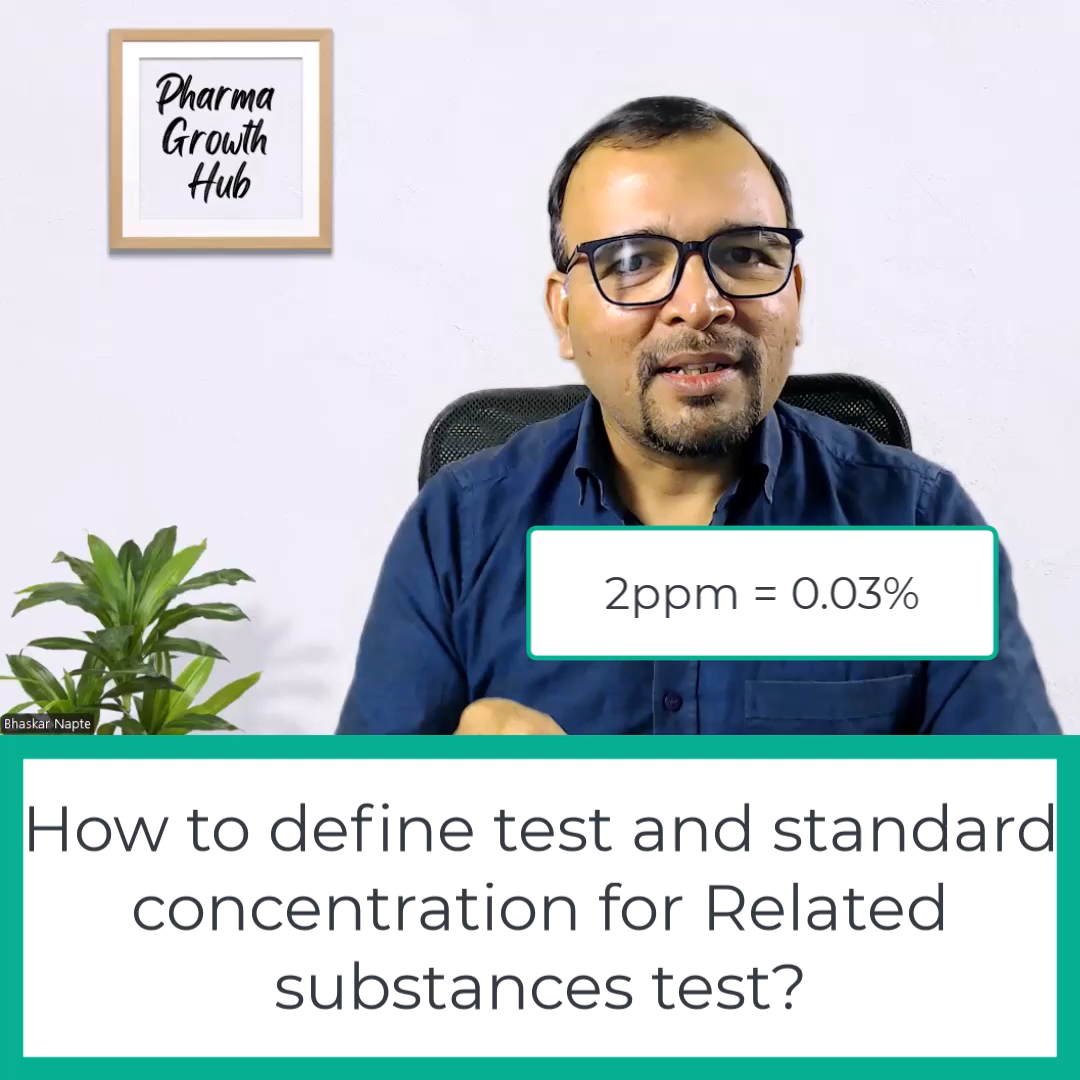 Pharma
Growth
Hub
2ppm = 0.03%
Bhaskar Napte
How to define test and standard
concentration for Related
substances test?